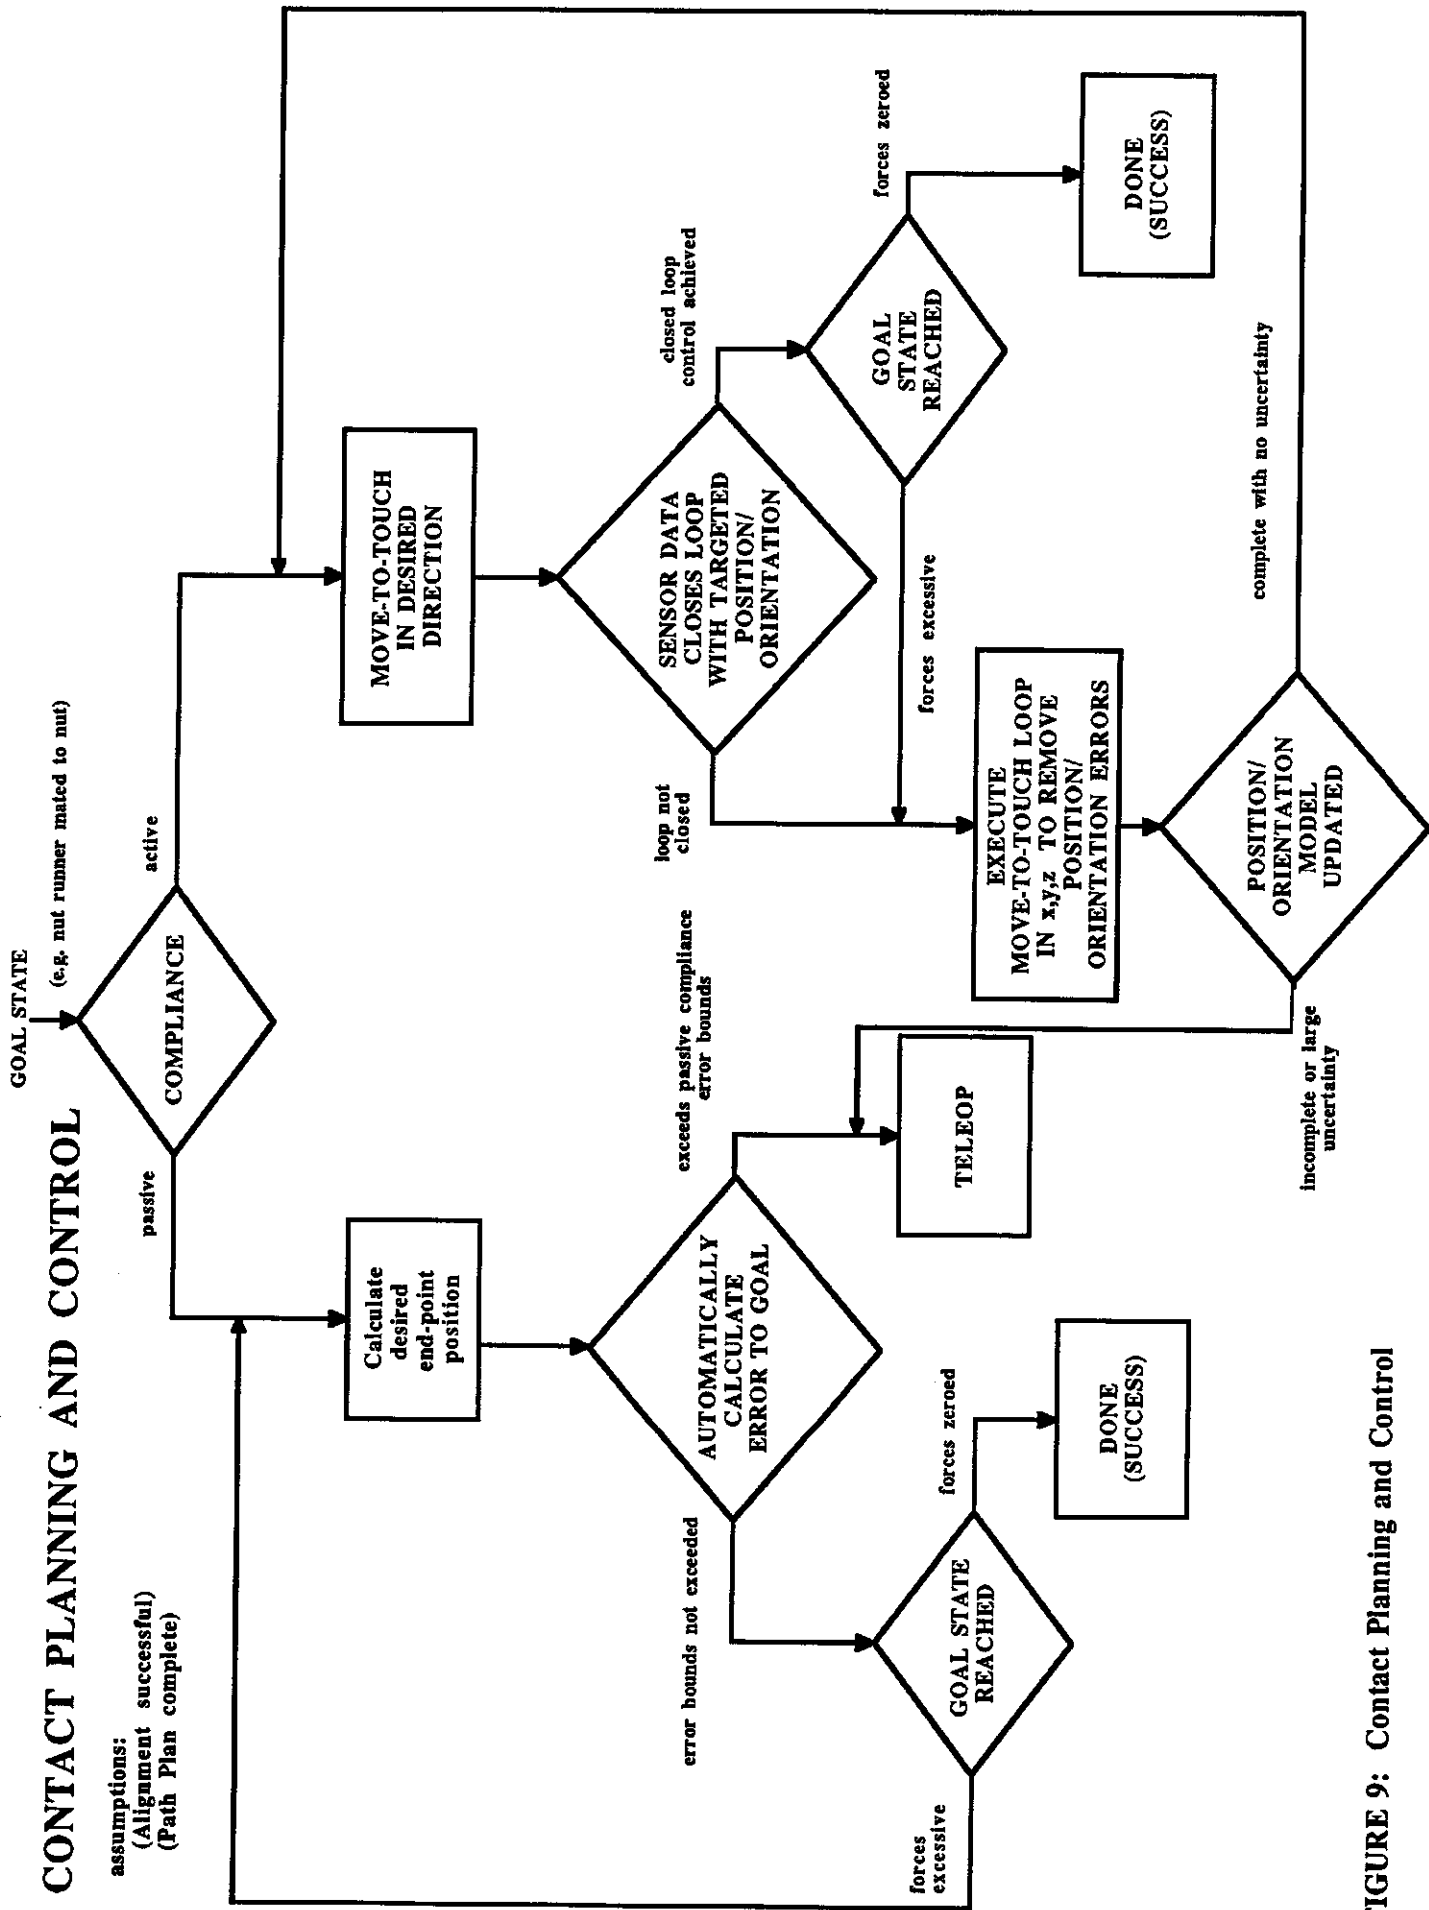 CONTACT PLANNING AND CONTROL
assumptions:
(Alignment successful)
(Path Plan complete)
GOAL STATE
(e.g. nut runner mated to nut)
COMPLIANCE
passive
active
Calculate
desired
end-point
position
AUTOMATICALLY
CALCULATE
ERROR TO GOAL
error bounds not exceeded
exceeds passive compliance
error bounds
GOAL STATE
REACHED
forces
excessive
forces zeroed
DONE
(SUCCESS)
TELEOP
MOVE-TO-TOUCH
IN DESIRED
DIRECTION
SENSOR DATA
CLOSES LOOP
WITH TARGETED
POSITION/
ORIENTATION
loop not
closed
closed loop
control achieved
GOAL
STATE
REACHED
forces excessive
forces zeroed
DONE
(SUCCESS)
EXECUTE
MOVE-TO-TOUCH LOOP
IN x,y,z TO REMOVE
POSITION/
ORIENTATION ERRORS
POSITION/
ORIENTATION
MODEL
UPDATED
incomplete or large
uncertainty
complete with no uncertainty
FIGURE 9: Contact Planning and Control